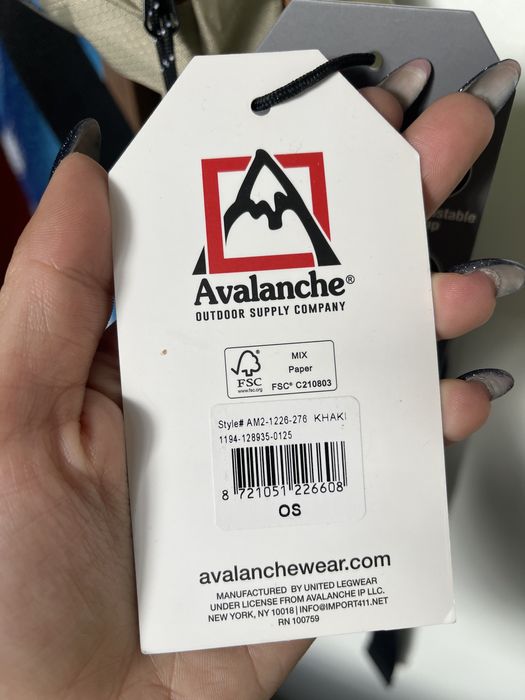 Avalanche®
OUTDOOR SUPPLY COMPANY
FSC
www.fsc.org
MIX
Paper
FSC® C210803
Style# AM2-1226-276 KHAKI
1194-128935-0125
8 721051 226608
OS
avalanchewear.com
MANUFACTURED BY UNITED LEGWEAR
UNDER LICENSE FROM AVALANCHE IP LLC.
NEW YORK, NY 10018 | INFO@IMPORT411.NET
RN 100759